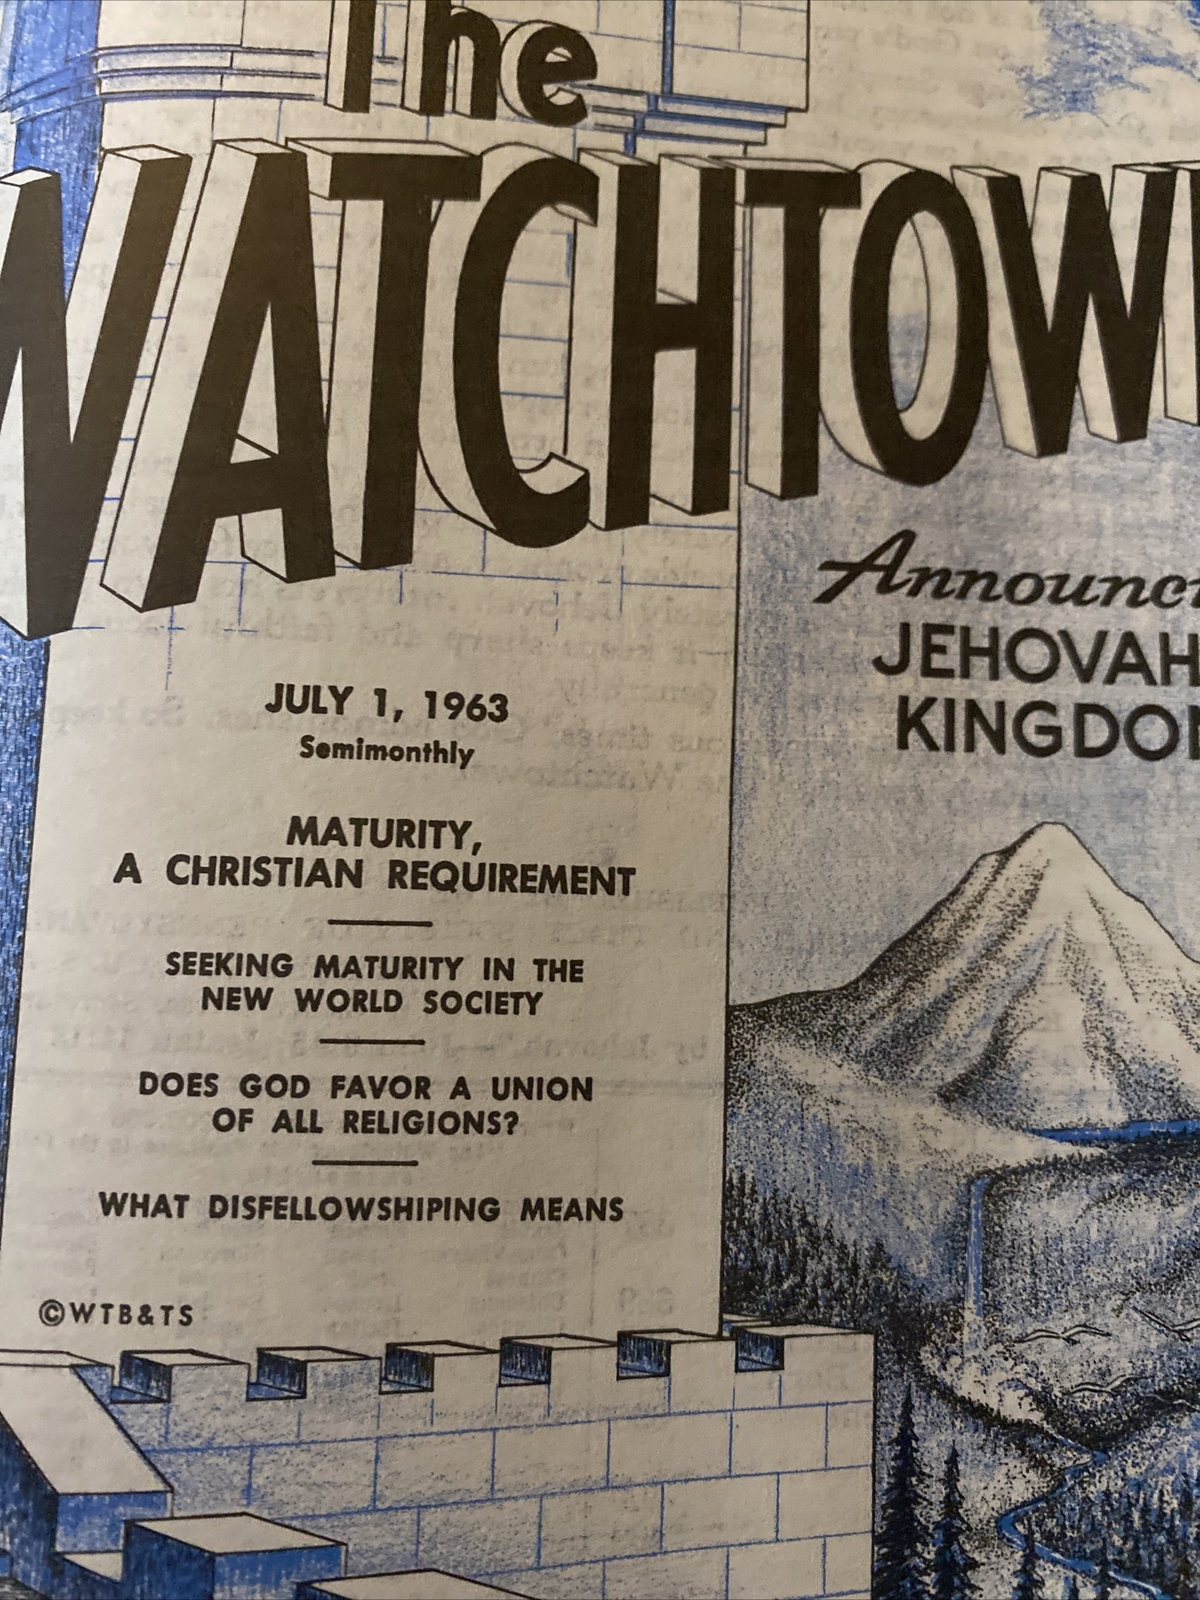 The
WATCHTOW
Announci
JEHOVAH
KINGDO
JULY 1, 1963
Semimonthly
MATURITY,
A CHRISTIAN REQUIREMENT
SEEKING MATURITY IN THE
NEW WORLD SOCIETY
DOES GOD FAVOR A UNION
OF ALL RELIGIONS?
WHAT DISFELLOWSHIPING MEANS
©WTB&TS